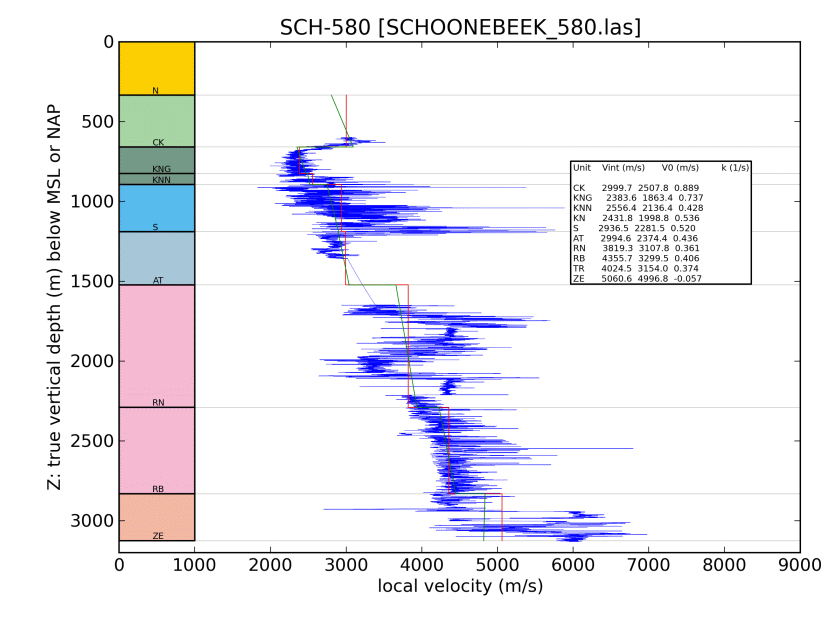 SCH-580 [SCHOONEBEEK_580.las]
0
500
1000
1500
2000
2500
3000
Z: true vertical depth (m) below MSL or NAP
N
CK
KNG
KNN
S
AT
RN
RB
ZE
Unit Vint (m/s) V0 (m/s) k (1/s)
CK 2999.7 2507.8 0.889
KNG 2383.6 1863.4 0.737
KNN 2556.4 2136.4 0.428
KN 2431.8 1998.8 0.536
S 2936.5 2281.5 0.520
AT 2994.6 2374.4 0.436
RN 3819.3 3107.8 0.361
RB 4355.7 3299.5 0.406
TR 4024.5 3154.0 0.374
ZE 5060.6 4996.8 -0.057
0 1000 2000 3000 4000 5000 6000 7000 8000 9000
local velocity (m/s)